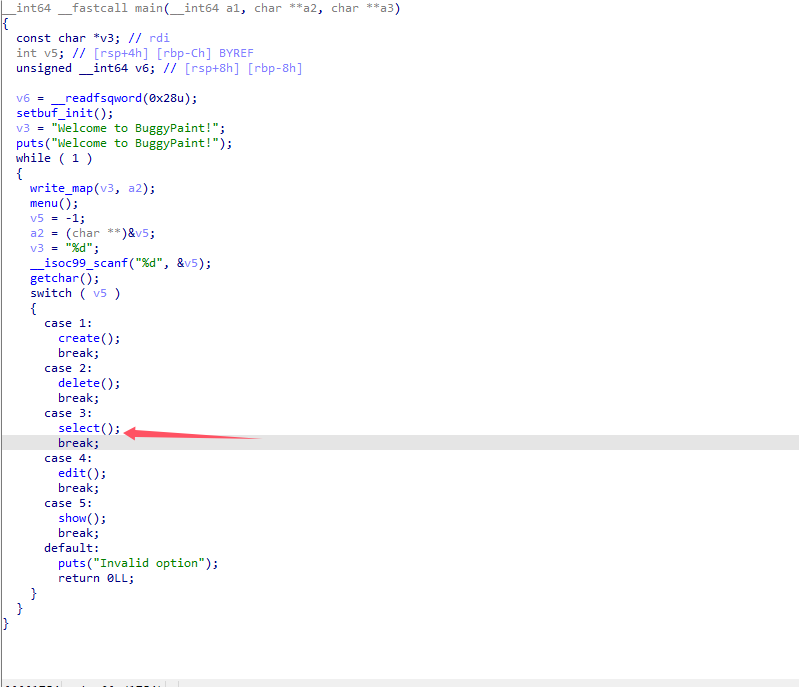 __int64 __fastcall main(__int64 a1, char **a2, char **a3)
{
  const char *v3; // rdi
  int v5; // [rsp+4h] [rbp-Ch] BYREF
  unsigned __int64 v6; // [rsp+8h] [rbp-8h]

  v6 = __readfsqword(0x28u);
  setbuf_init();
  v3 = "Welcome to BuggyPaint!";
  puts("Welcome to BuggyPaint!");
  while ( 1 )
  {
    write_map(v3, a2);
    menu();
    v5 = -1;
    a2 = (char **)&v5;
    v3 = "%d";
    __isoc99_scanf("%d", &v5);
    getchar();
    switch ( v5 )
    {
      case 1:
        create();
        break;
      case 2:
        delete();
        break;
      case 3:
        select();
        break;
      case 4:
        edit();
        break;
      case 5:
        show();
        break;
      default:
        puts("Invalid option");
        return 0LL;
    }
  }
}